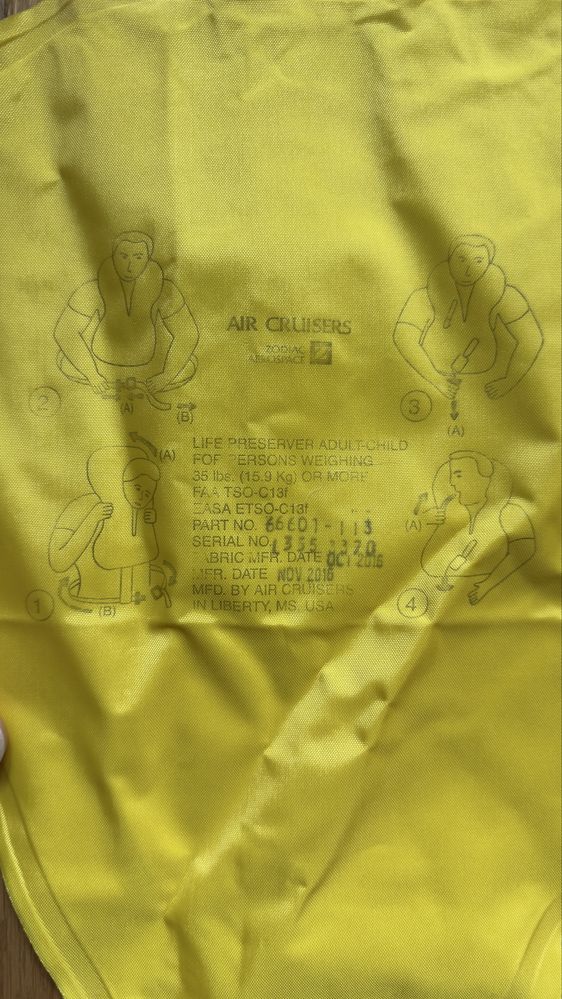 AIR CRUISERS
ZODIAC
AEROSPACE
2
(A)
(B)
3
(A)
(A)
LIFE PRESERVER ADULT-CHILD
FOR PERSONS WEIGHING
35 lbs. (15.9 Kg) OR MORE
FAA TSO-C13f
EASA ETSO-C13f
PART NO. 66601-113
SERIAL NO.
FABRIC MFR. DATE OCT 2016
MFR. DATE NOV 2016
MFD. BY AIR CRUISERS
IN LIBERTY, MS. USA
1
(B)
(A)
4